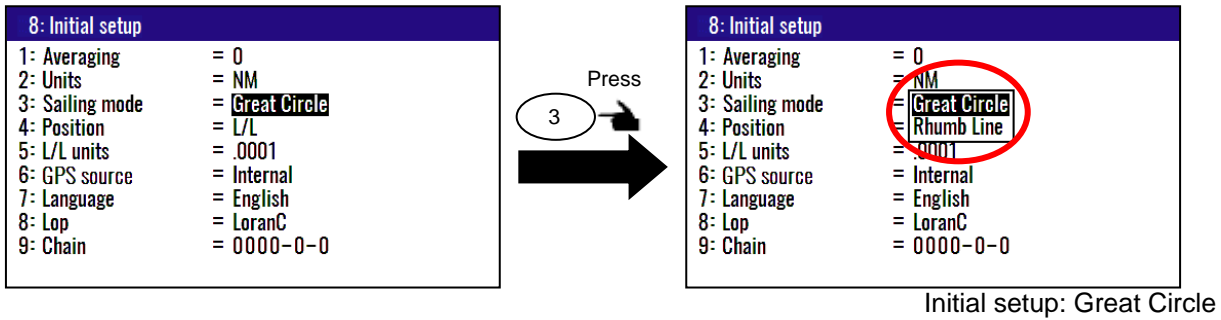 8: Initial setup
1: Averaging = 0
2: Units = NM
3: Sailing mode = Great Circle
4: Position = L/L
5: L/L units = .0001
6: GPS source = Internal
7: Language = English
8: Lop = LoranC
9: Chain = 0000-0-0
Press
3
8: Initial setup
1: Averaging = 0
2: Units = NM
3: Sailing mode = Great Circle
4: Position = Rhumb Line
5: L/L units = .0001
6: GPS source = Internal
7: Language = English
8: Lop = LoranC
9: Chain = 0000-0-0
Initial setup: Great Circle